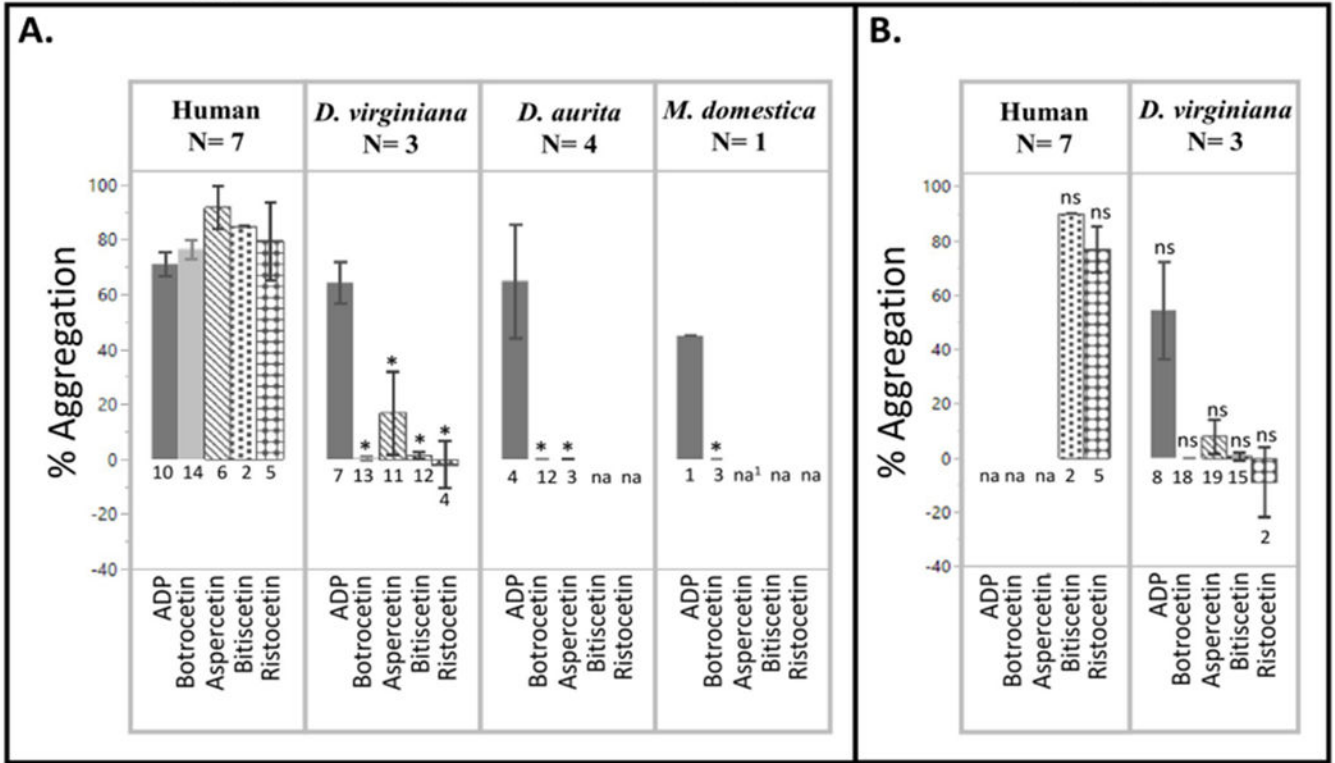 A.
Human
N= 7
D. virginiana
N= 3
D. aurita
N= 4
M. domestica
N= 1
% Aggregation
100
80
60
40
20
0
-20
-40
10 14 6 2 5
* * * *
7 13 11 12 4
* *
4 12 3 na na
*
1 3 na¹ na na
ADP
Botrocetin
Aspercetin
Bitiscetin
Ristocetin
ADP
Botrocetin
Aspercetin
Bitiscetin
Ristocetin
ADP
Botrocetin
Aspercetin
Bitiscetin
Ristocetin
ADP
Botrocetin
Aspercetin
Bitiscetin
Ristocetin
B.
Human
N= 7
D. virginiana
N= 3
% Aggregation
100
80
60
40
20
0
-20
-40
ns ns
na na na 2 5
ns ns ns ns ns
8 18 19 15 2
ADP
Botrocetin
Aspercetin
Bitiscetin
Ristocetin
ADP
Botrocetin
Aspercetin
Bitiscetin
Ristocetin